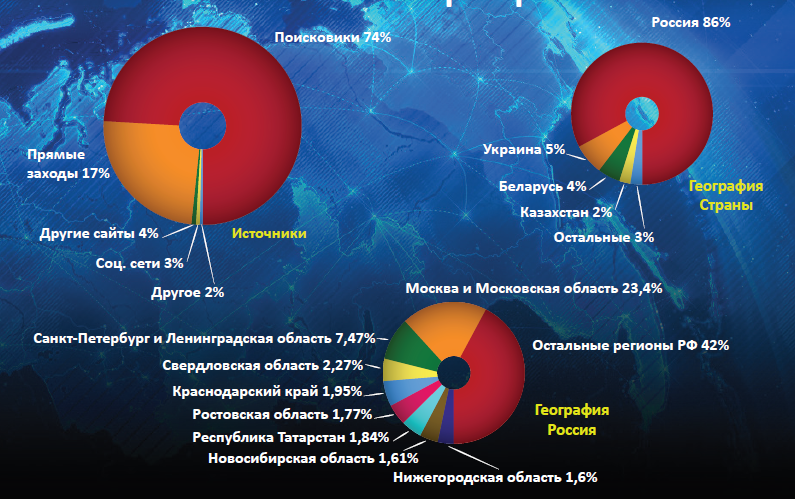 Поисковики 74%
Прямые
заходы 17%
Другие сайты 4%
Соц. сети 3%
Другое 2%
Источники
Россия 86%
Украина 5%
Беларусь 4%
Казахстан 2%
Остальные 3%
География
Страны
Москва и Московская область 23,4%
Санкт-Петербург и Ленинградская область 7,47%
Свердловская область 2,27%
Краснодарский край 1,95%
Ростовская область 1,77%
Республика Татарстан 1,84%
Новосибирская область 1,61%
Нижегородская область 1,6%
Остальные регионы РФ 42%
География
Россия